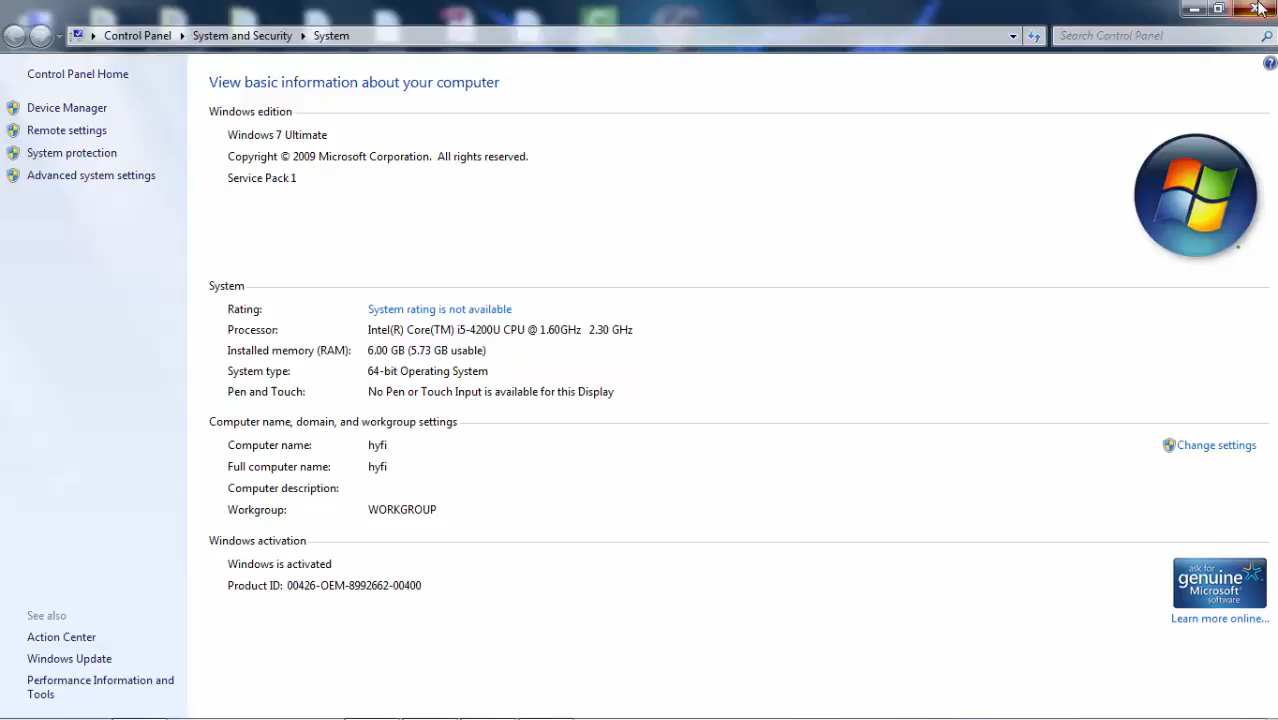 Control Panel System and Security System
Search Control Panel
Control Panel Home
Device Manager
Remote settings
System protection
Advanced system settings
See also
Action Center
Windows Update
Performance Information and
Tools
View basic information about your computer
Windows edition
Windows 7 Ultimate
Copyright © 2009 Microsoft Corporation. All rights reserved.
Service Pack 1
System
Rating: System rating is not available
Processor: Intel(R) Core(TM) i5-4200U CPU @ 1.60GHz 2.30 GHz
Installed memory (RAM): 6.00 GB (5.73 GB usable)
System type: 64-bit Operating System
Pen and Touch: No Pen or Touch Input is available for this Display
Computer name, domain, and workgroup settings
Computer name: hyfi
Change settings
Full computer name: hyfi
Computer description:
Workgroup: WORKGROUP
Windows activation
Windows is activated
Product ID: 00426-OEM-8992662-00400
ask for
genuine
Microsoft
software
Learn more online...